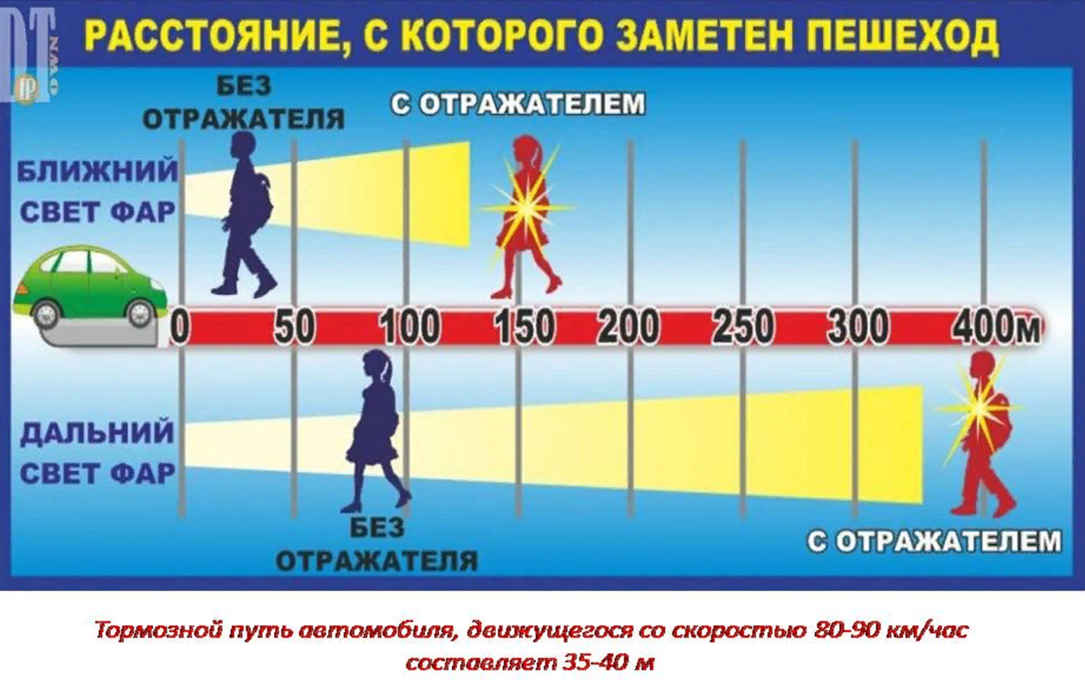 РАССТОЯНИЕ, С КОТОРОГО ЗАМЕТЕН ПЕШЕХОД
БЕЗ
ОТРАЖАТЕЛЯ
С ОТРАЖАТЕЛЕМ
БЛИЖНИЙ
СВЕТ ФАР
0 50 100 150 200 250 300 400м
ДАЛЬНИЙ
СВЕТ ФАР
БЕЗ
ОТРАЖАТЕЛЯ
С ОТРАЖАТЕЛЕМ
Тормозной путь автомобиля, движущегося со скоростью 80-90 км/час
составляет 35-40 м